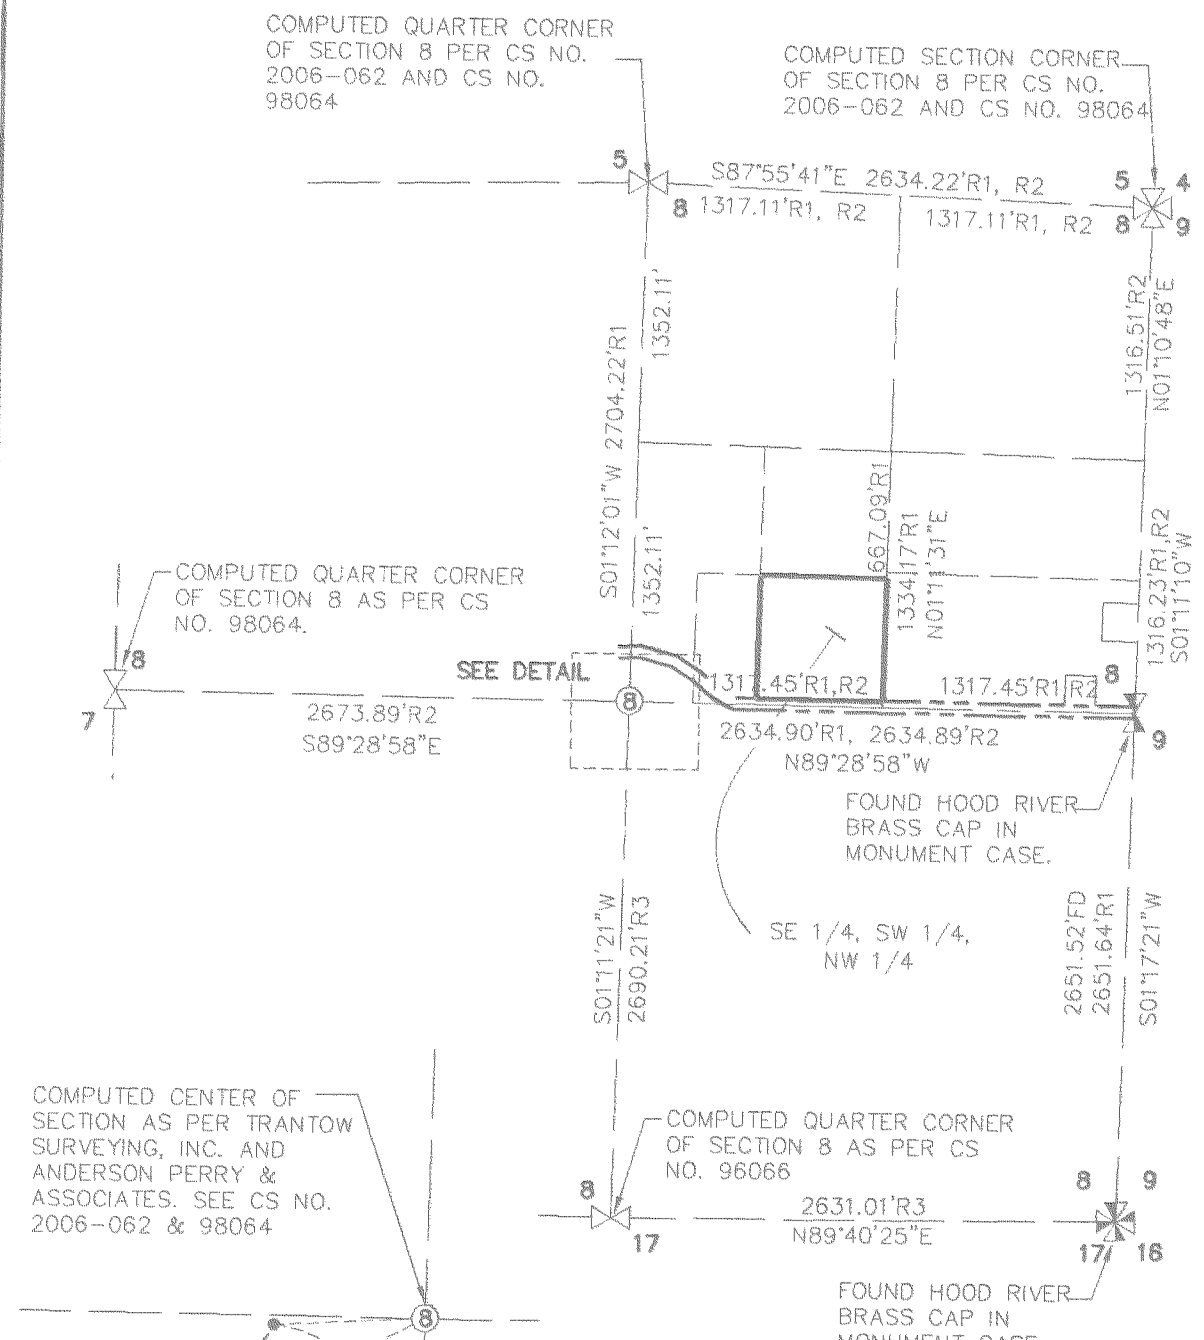 COMPUTED QUARTER CORNER
OF SECTION 8 PER CS NO.
2006-062 AND CS NO.
98064
COMPUTED SECTION CORNER
OF SECTION 8 PER CS NO.
2006-062 AND CS NO. 98064
5
8
S87°55'41"E 2634.22'R1, R2
1317.11'R1, R2
1317.11'R1, R2
5
4
8
9
S01°12'01"W 2704.22'R1
1352.11'
1352.11'
1316.51'R2
N01°10'48"E
667.09'R1
1334.17'R1
N01°11'31"E
1316.23'R1,R2
S01°11'10"W
COMPUTED QUARTER CORNER
OF SECTION 8 AS PER CS
NO. 98064.
8
7
SEE DETAIL
8
2673.89'R2
S89°28'58"E
1317.45'R1,R2
1317.45'R1 R2
8
9
2634.90'R1, 2634.89'R2
N89°28'58"W
FOUND HOOD RIVER
BRASS CAP IN
MONUMENT CASE.
SE 1/4, SW 1/4,
NW 1/4
S01°11'21"W
2690.21'R3
2651.52'FD
2651.64'R1
S01°17'21"W
COMPUTED CENTER OF
SECTION AS PER TRANTOW
SURVEYING, INC. AND
ANDERSON PERRY &
ASSOCIATES. SEE CS NO.
2006-062 & 98064
COMPUTED QUARTER CORNER
OF SECTION 8 AS PER CS
NO. 96066
8
17
2631.01'R3
N89°40'25"E
8
9
17
16
FOUND HOOD RIVER
BRASS CAP IN
MONUMENT CASE
8